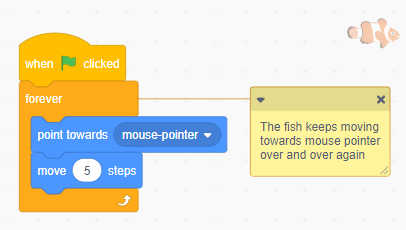 when clicked
forever
point towards mouse-pointer
move 5 steps
The fish keeps moving
towards mouse pointer
over and over again